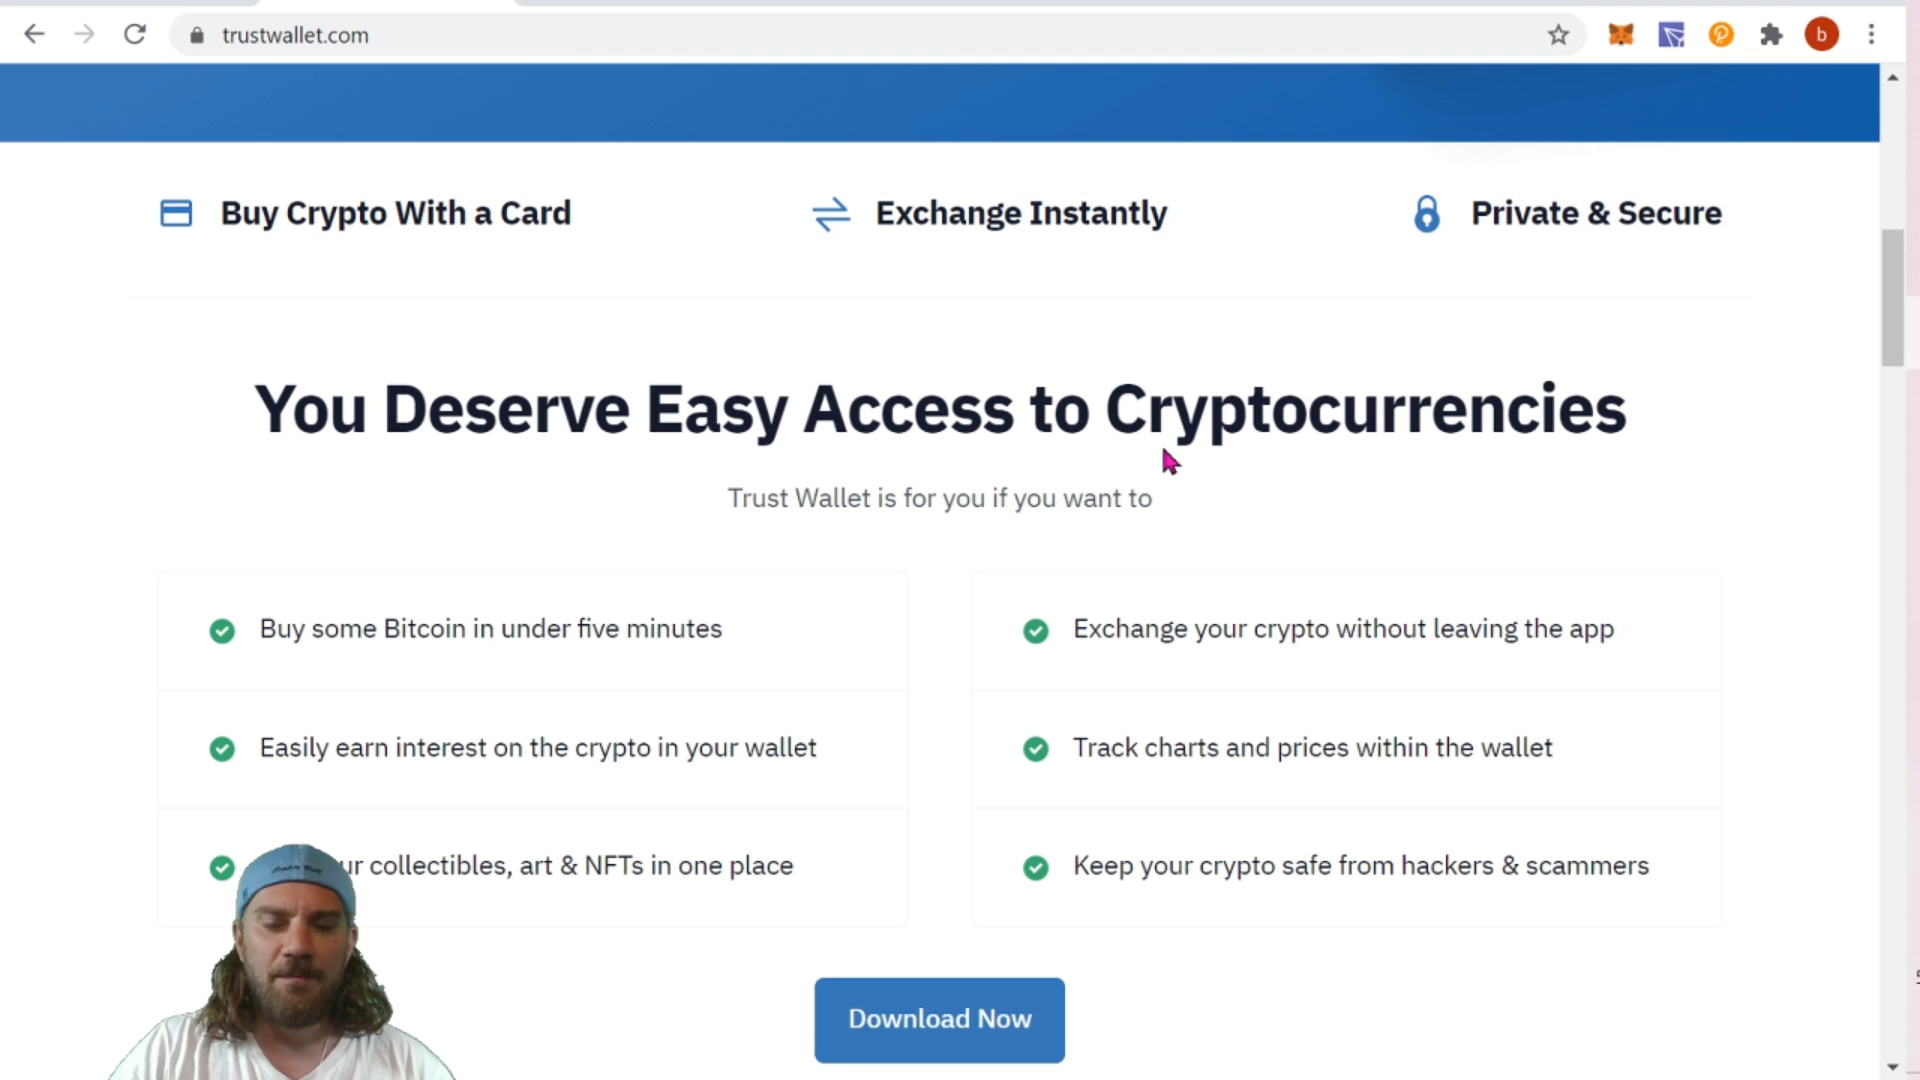 trustwallet.com
b
Buy Crypto With a Card
Exchange Instantly
Private & Secure
You Deserve Easy Access to Cryptocurrencies
Trust Wallet is for you if you want to
Buy some Bitcoin in under five minutes
Exchange your crypto without leaving the app
Easily earn interest on the crypto in your wallet
Track charts and prices within the wallet
collectibles, art & NFTs in one place
Keep your crypto safe from hackers & scammers
Download Now